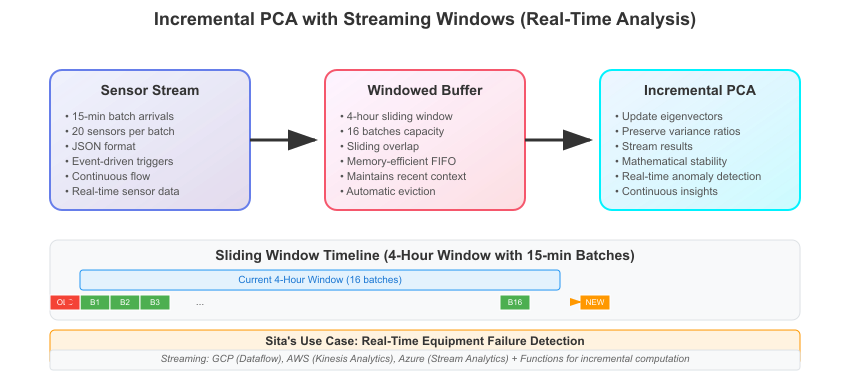 Incremental PCA with Streaming Windows (Real-Time Analysis)
Sensor Stream
• 15-min batch arrivals
• 20 sensors per batch
• JSON format
• Event-driven triggers
• Continuous flow
• Real-time sensor data
Windowed Buffer
• 4-hour sliding window
• 16 batches capacity
• Sliding overlap
• Memory-efficient FIFO
• Maintains recent context
• Automatic eviction
Incremental PCA
• Update eigenvectors
• Preserve variance ratios
• Stream results
• Mathematical stability
• Real-time anomaly detection
• Continuous insights
Sliding Window Timeline (4-Hour Window with 15-min Batches)
Current 4-Hour Window (16 batches)
B1 B2 B3 ... B16 NEW
Sita's Use Case: Real-Time Equipment Failure Detection
Streaming: GCP (Dataflow), AWS (Kinesis Analytics), Azure (Stream Analytics) + Functions for incremental computation